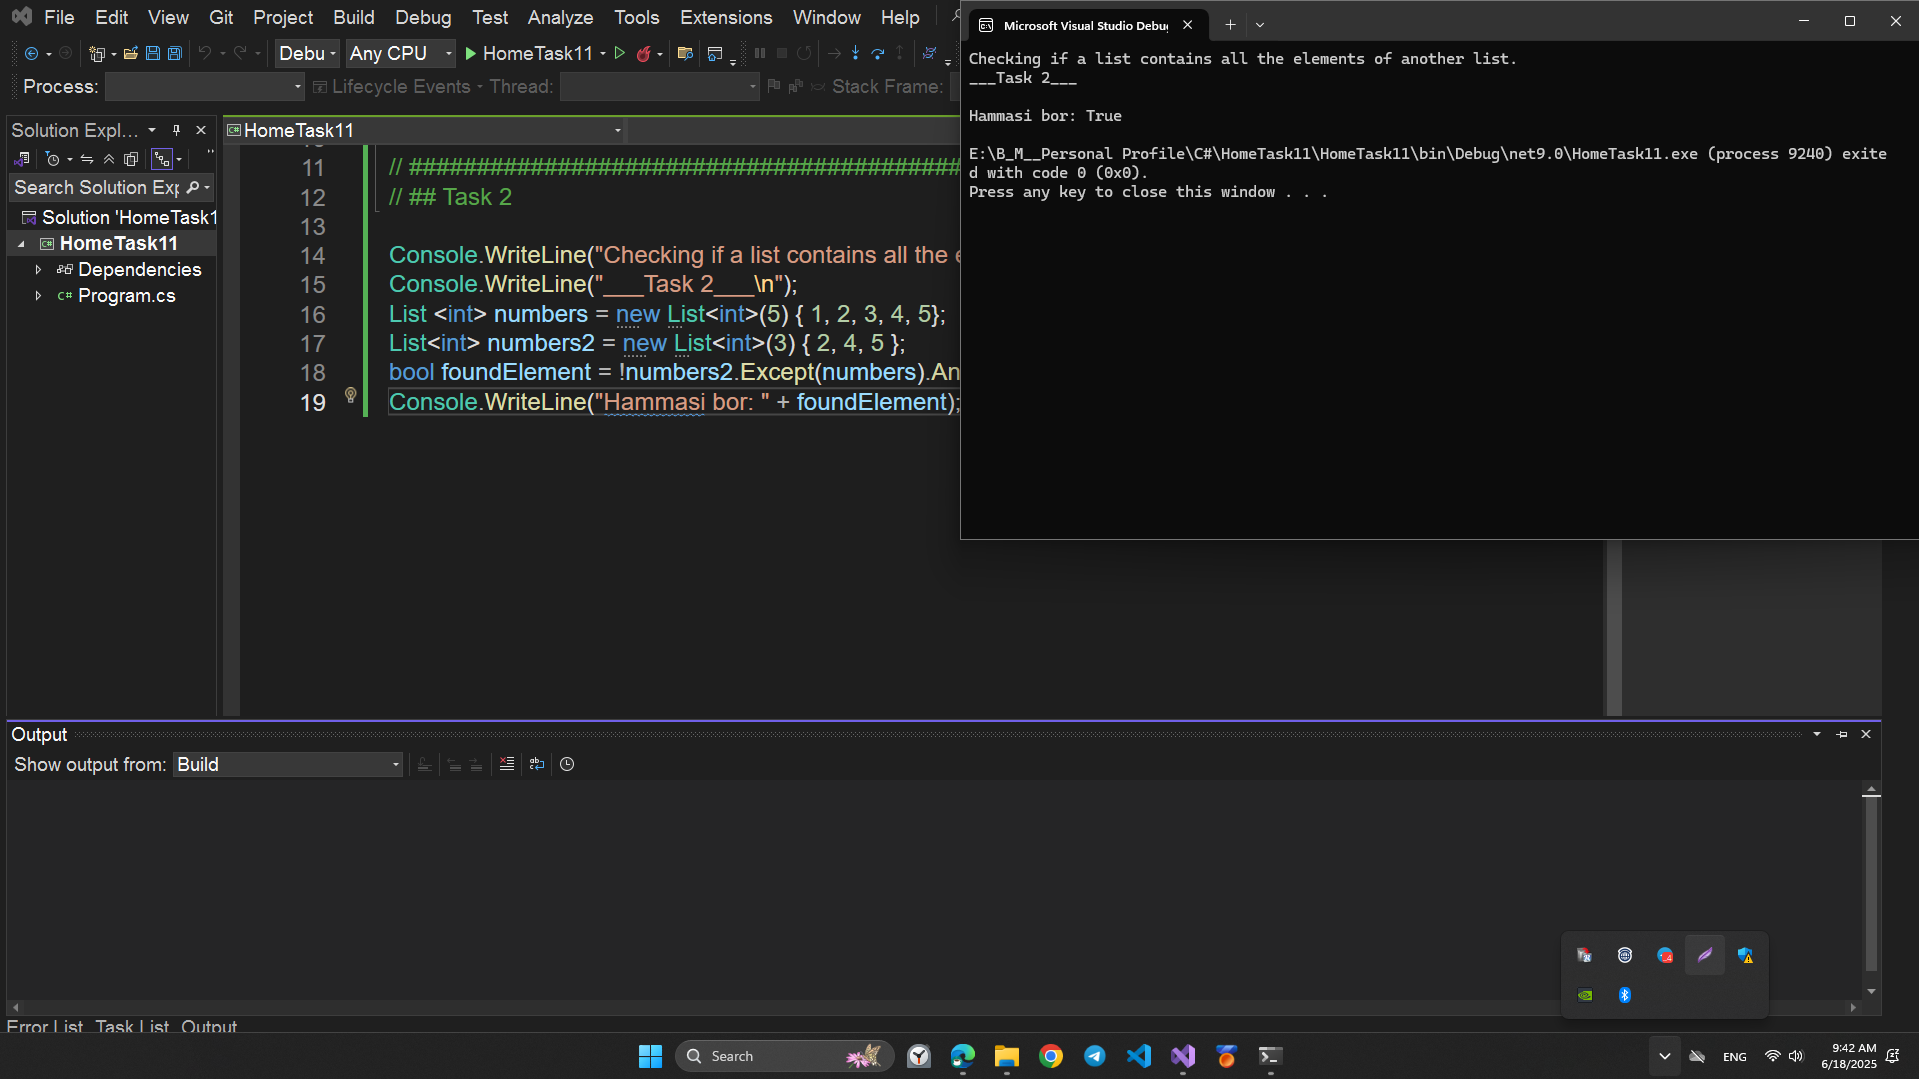 File Edit View Git Project Build Debug Test Analyze Tools Extensions Window Help
Debu Any CPU HomeTask11
Process: Lifecycle Events Thread: Stack Frame:
Solution Expl...
Search Solution Exp
Solution 'HomeTask1
HomeTask11
Dependencies
C# Program.cs
C# HomeTask11
11 // #########################################
12 // ## Task 2
13
14 Console.WriteLine("Checking if a list contains all the e
15 Console.WriteLine("___Task 2___\n");
16 List <int> numbers = new List<int>(5) { 1, 2, 3, 4, 5};
17 List<int> numbers2 = new List<int>(3) { 2, 4, 5 };
18 bool foundElement = !numbers2.Except(numbers).An
19 Console.WriteLine("Hammasi bor: " + foundElement);
Microsoft Visual Studio Debug
Checking if a list contains all the elements of another list.
___Task 2___
Hammasi bor: True
E:\B_M__Personal Profile\C#\HomeTask11\HomeTask11\bin\Debug\net9.0\HomeTask11.exe (process 9240) exite
d with code 0 (0x0).
Press any key to close this window . . .
Output
Show output from: Build
Error List Task List Output
Search
ENG
9:42 AM
6/18/2025